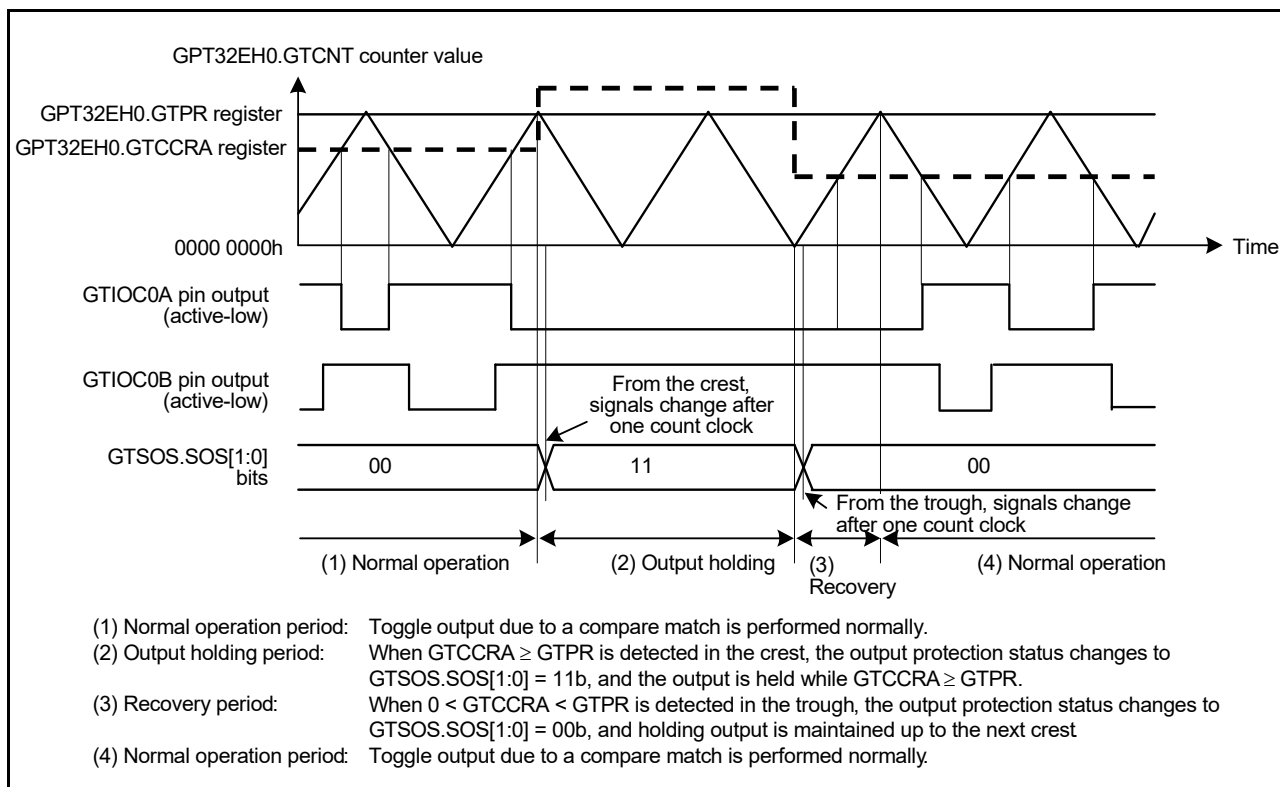 GPT32EH0.GTCNT counter value
GPT32EH0.GTPR register
GPT32EH0.GTCCRA register
0000 0000h
Time
GTIOC0A pin output
(active-low)
GTIOC0B pin output
(active-low)
From the crest,
signals change after
one count clock
GTSOS.SOS[1:0]
bits
00
11
00
From the trough, signals change
after one count clock
(1) Normal operation
(2) Output holding
(3)
Recovery
(4) Normal operation
(1) Normal operation period: Toggle output due to a compare match is performed normally.
(2) Output holding period: When GTCCRA ≥ GTPR is detected in the crest, the output protection status changes to
GTSOS.SOS[1:0] = 11b, and the output is held while GTCCRA ≥ GTPR.
(3) Recovery period: When 0 < GTCCRA < GTPR is detected in the trough, the output protection status changes to
GTSOS.SOS[1:0] = 00b, and holding output is maintained up to the next crest
(4) Normal operation period: Toggle output due to a compare match is performed normally.